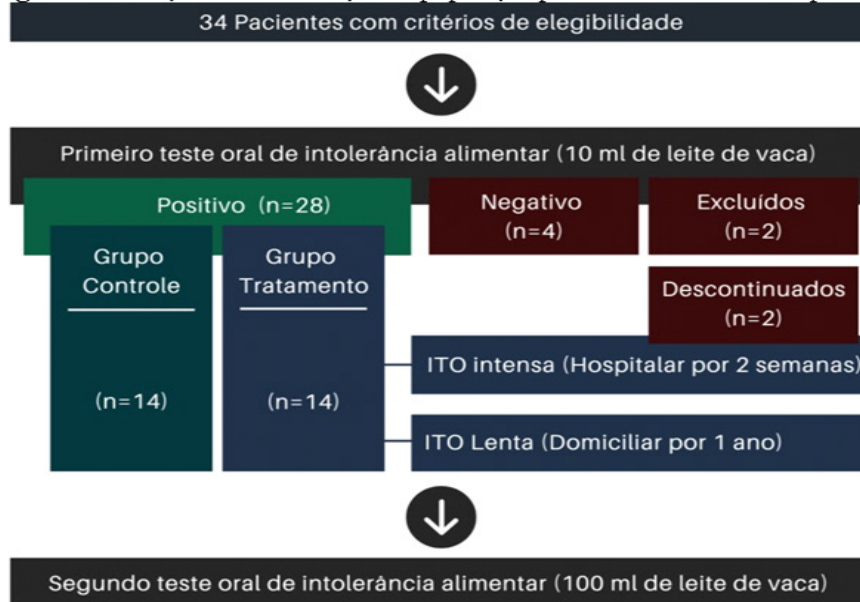 34 Pacientes com critérios de elegibilidade
Primeiro teste oral de intolerância alimentar (10 ml de leite de vaca)
Positivo (n=28)
Negativo
(n=4)
Excluídos
(n=2)
Grupo
Controle
(n=14)
Grupo
Tratamento
(n=14)
Descontinuados
(n=2)
ITO intensa (Hospitalar por 2 semanas)
ITO Lenta (Domiciliar por 1 ano)
Segundo teste oral de intolerância alimentar (100 ml de leite de vaca)